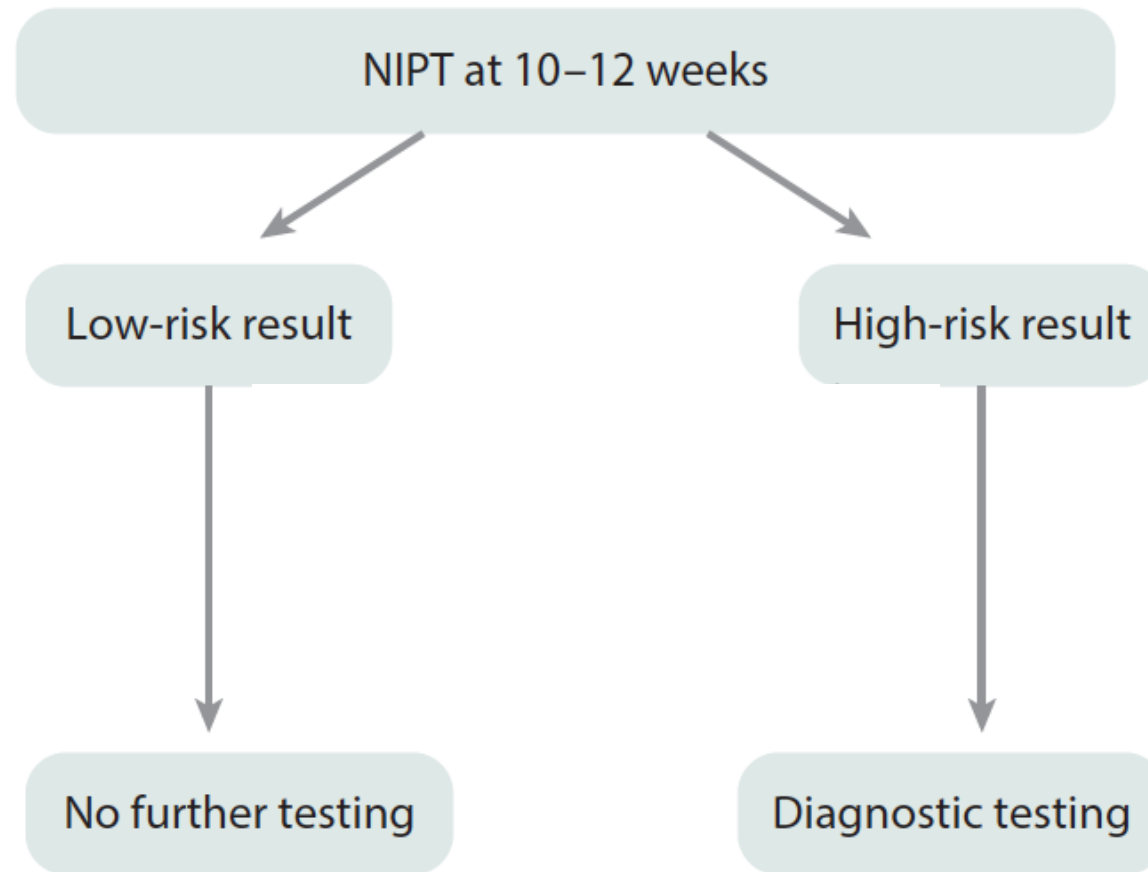 NIPT at 10–12 weeks
Low-risk result
High-risk result
No further testing
Diagnostic testing